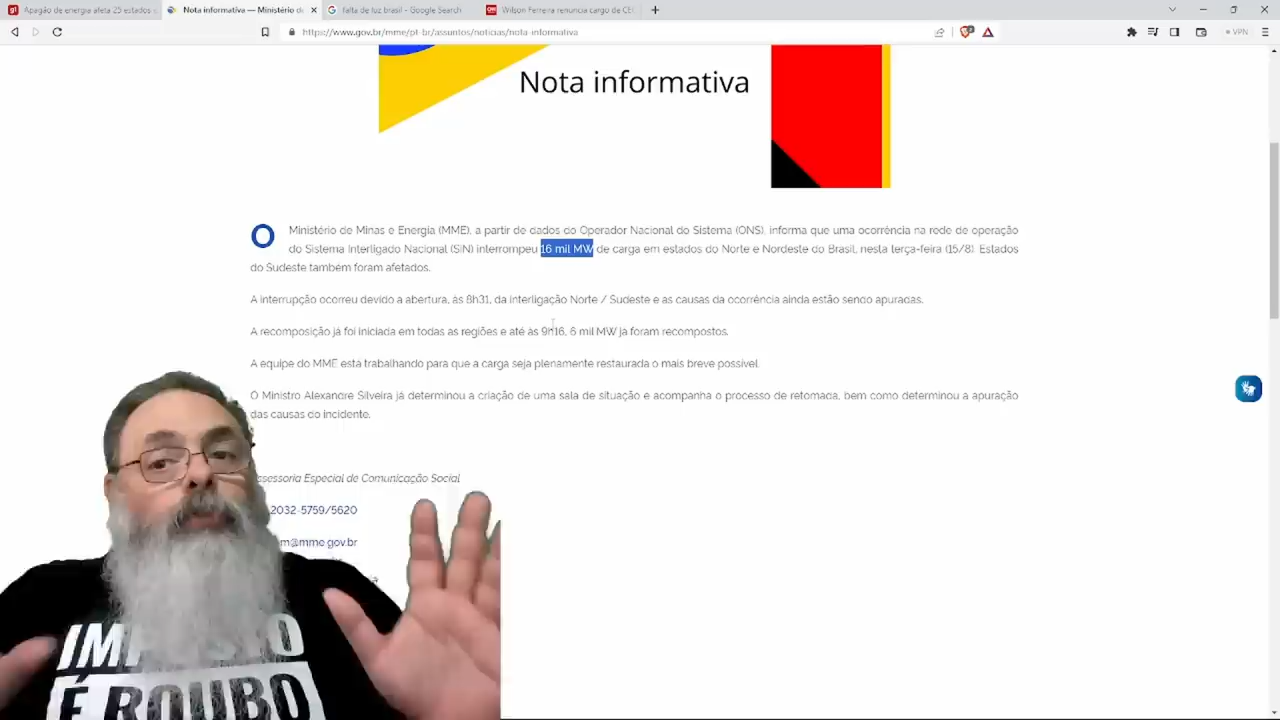 Apagão de energia afeta 25 estados
Nota informativa — Ministério de
falta de luz brasil - Google Search
Wilson Ferreira renuncia cargo de CE
https://www.gov.br/mme/pt-br/assuntos/noticias/nota-informativa
VPN
Nota informativa
O Ministério de Minas e Energia (MME), a partir de dados do Operador Nacional do Sistema (ONS), informa que uma ocorrência na rede de operação
do Sistema Interligado Nacional (SIN) interrompeu 16 mil MW de carga em estados do Norte e Nordeste do Brasil, nesta terça-feira (15/8). Estados
do Sudeste também foram afetados.
A interrupção ocorreu devido a abertura, às 8h31, da interligação Norte / Sudeste e as causas da ocorrência ainda estão sendo apuradas.
A recomposição já foi iniciada em todas as regiões e até às 9h16, 6 mil MW já foram recompostos.
A equipe do MME está trabalhando para que a carga seja plenamente restaurada o mais breve possível.
O Ministro Alexandre Silveira já determinou a criação de uma sala de situação e acompanha o processo de retomada, bem como determinou a apuração
das causas do incidente.
ssessoria Especial de Comunicação Social
2032-5759/5620
m@mme.gov.br
É ROUBO